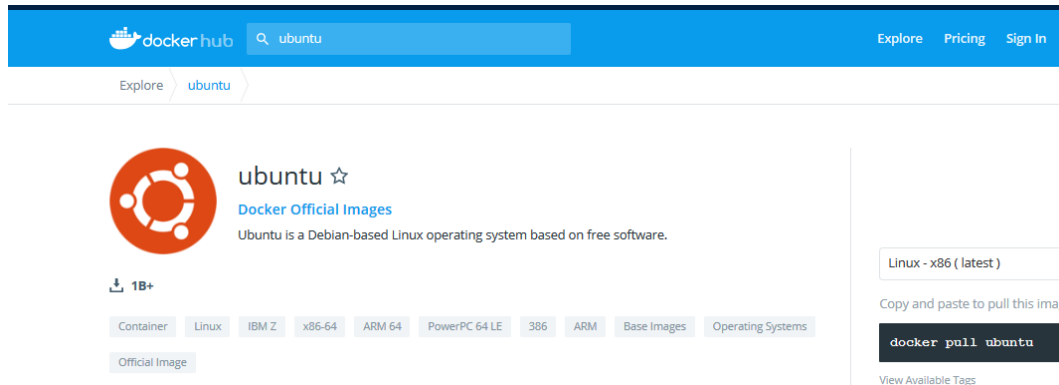 docker hub ubuntu Explore Pricing Sign In
Explore ubuntu
ubuntu
Docker Official Images
Ubuntu is a Debian-based Linux operating system based on free software.
1B+
Container Linux IBM Z x86-64 ARM 64 PowerPC 64 LE 386 ARM Base Images Operating Systems
Official Image
Linux - x86 ( latest )
Copy and paste to pull this ima
docker pull ubuntu
View Available Tags